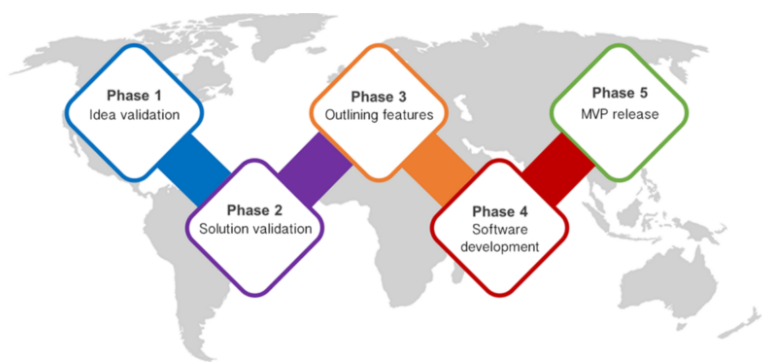 Phase 1
Idea validation
Phase 2
Solution validation
Phase 3
Outlining features
Phase 4
Software
development
Phase 5
MVP release